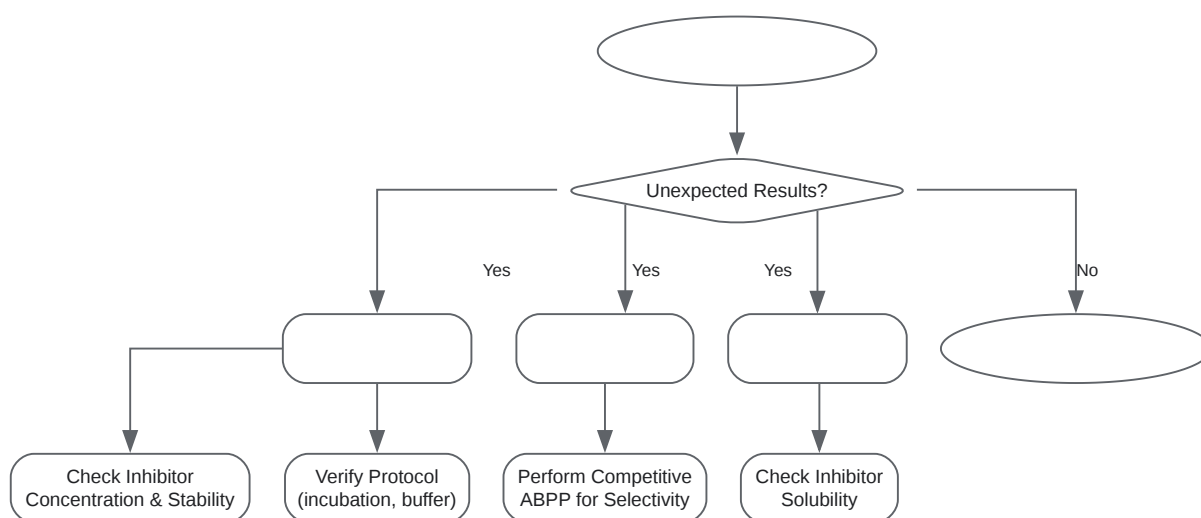 Unexpected Results?
Yes
Yes
Yes
No
Check Inhibitor
Concentration & Stability
Verify Protocol
(incubation, buffer)
Perform Competitive
ABPP for Selectivity
Check Inhibitor
Solubility